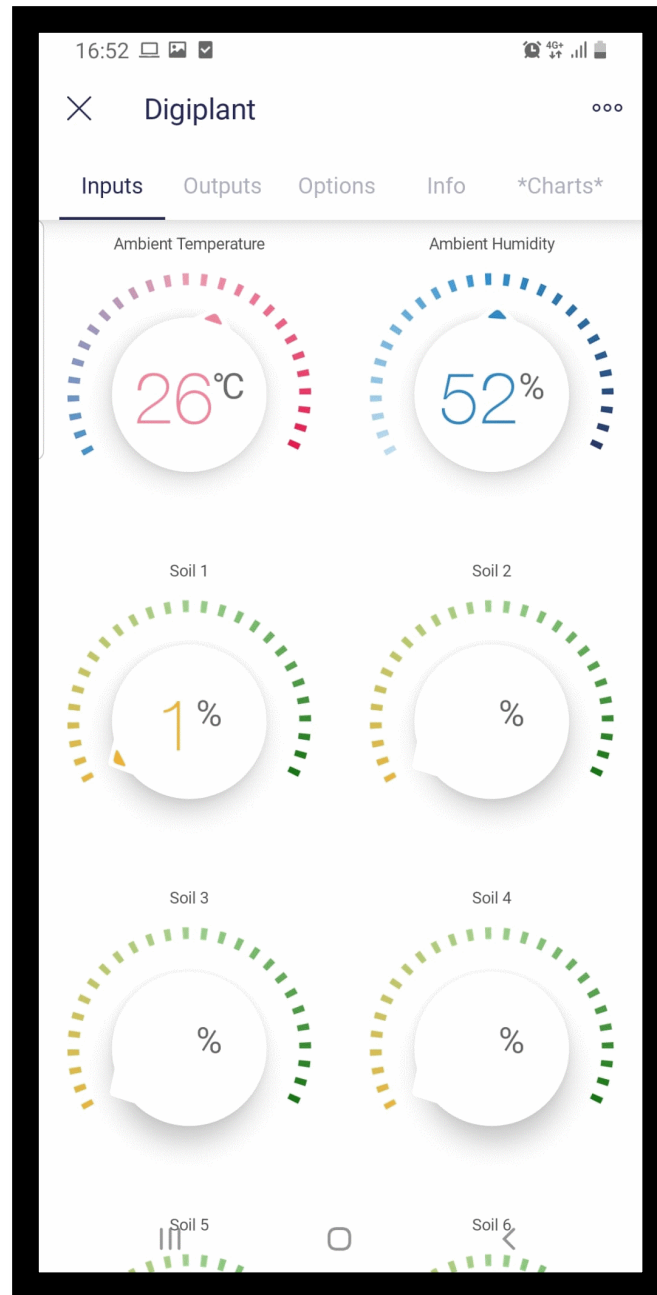 16:52 4G+
Digiplant
Inputs Outputs Options Info *Charts*
Ambient Temperature Ambient Humidity
26°C 52%
Soil 1 Soil 2
1% %
Soil 3 Soil 4
% %
Soil 5 Soil 6